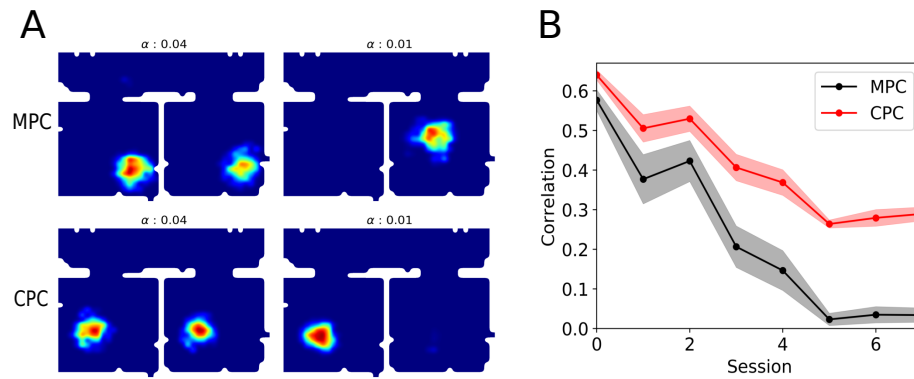 A
B
α : 0.04
α : 0.01
MPC
α : 0.04
α : 0.01
CPC
0.6
0.5
0.4
0.3
0.2
0.1
0.0
Correlation
MPC
CPC
0
2
4
6
Session